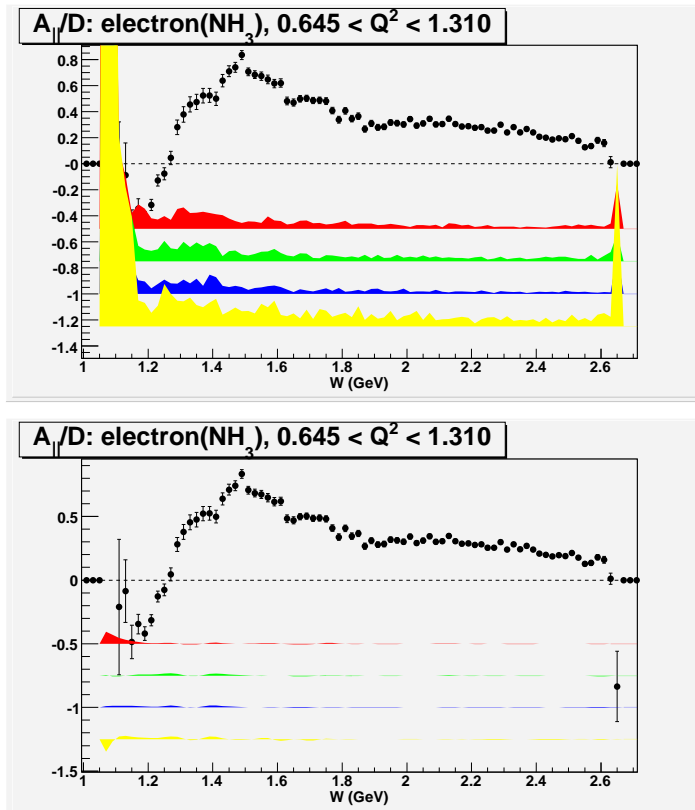 A||/D: electron(NH3), 0.645 < Q² < 1.310
0.8
0.6
0.4
0.2
-0
-0.2
-0.4
-0.6
-0.8
-1
-1.2
-1.4
1 1.2 1.4 1.6 1.8 2 2.2 2.4 2.6
W (GeV)
A||/D: electron(NH3), 0.645 < Q² < 1.310
0.5
0
-0.5
-1
-1.5
1 1.2 1.4 1.6 1.8 2 2.2 2.4 2.6
W (GeV)